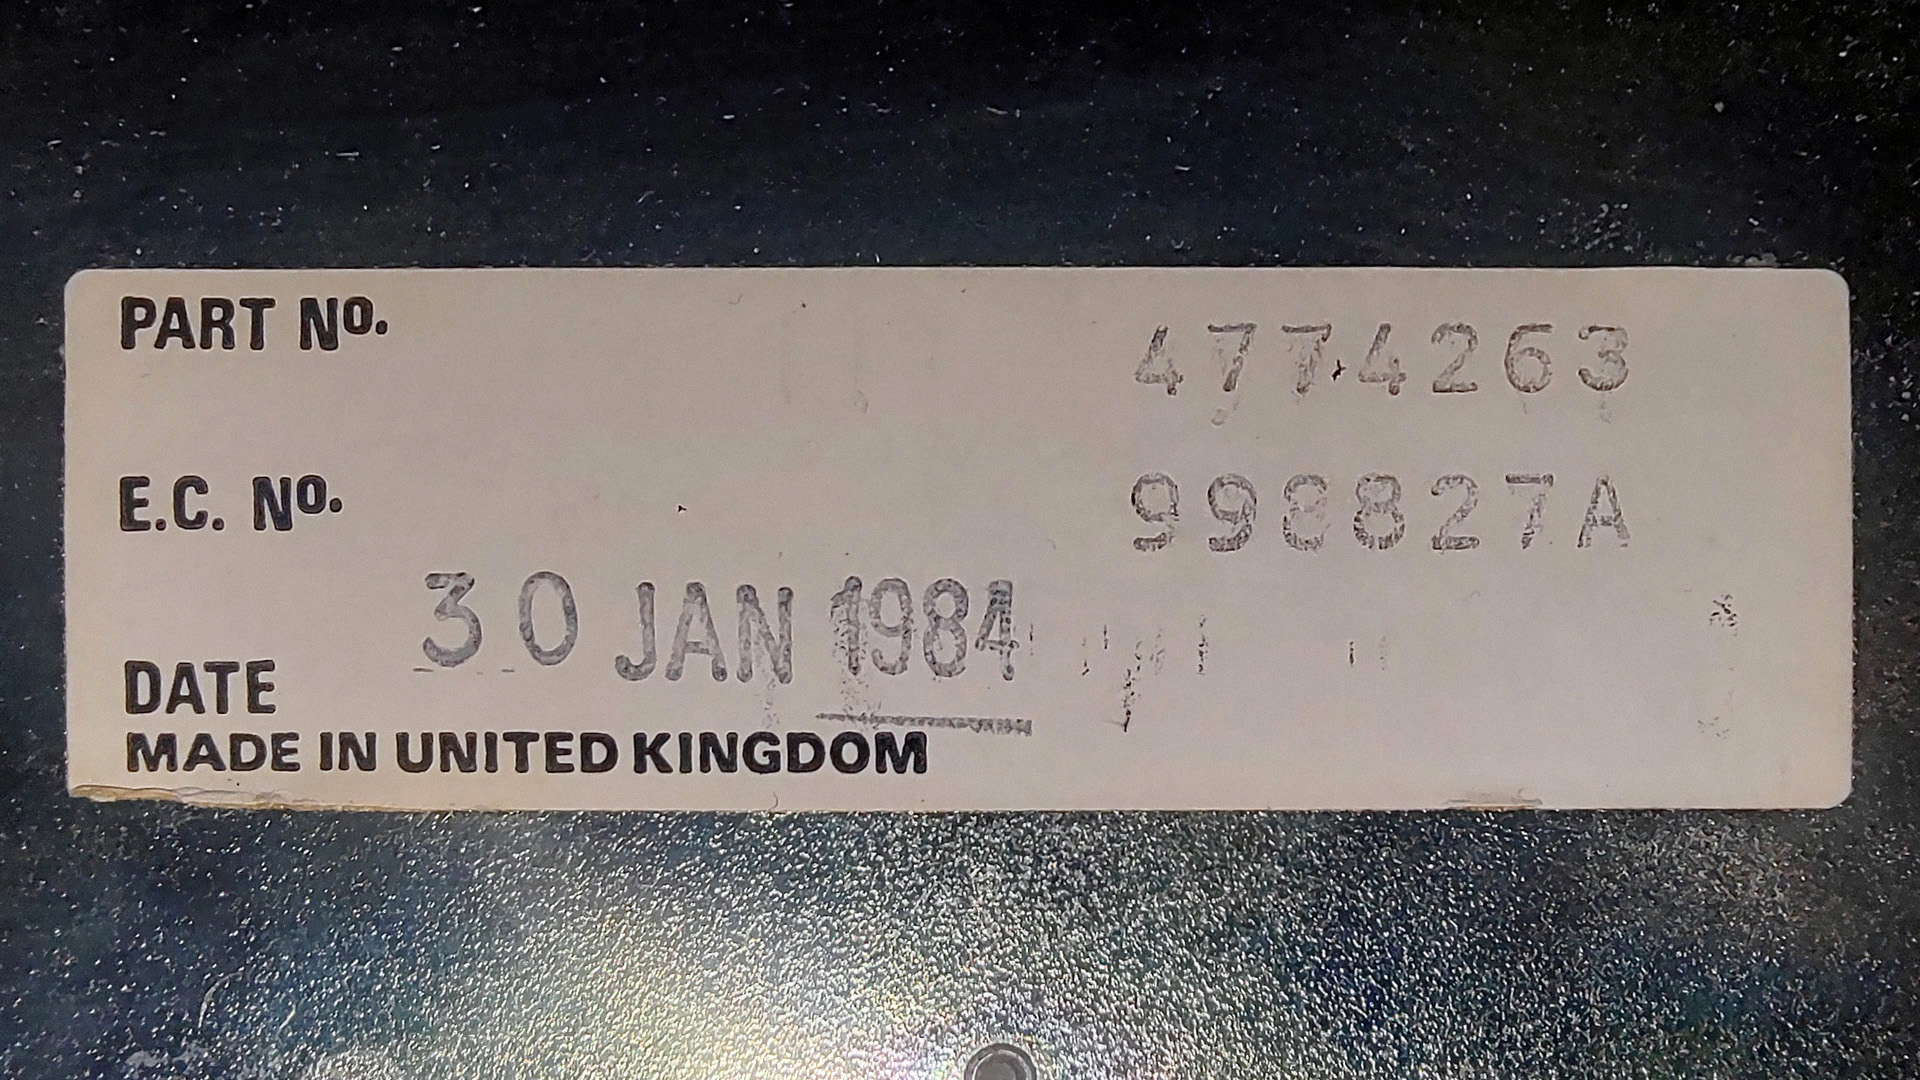 PART No. 4774263
E.C. No. 998827A
30 JAN 1984
DATE
MADE IN UNITED KINGDOM